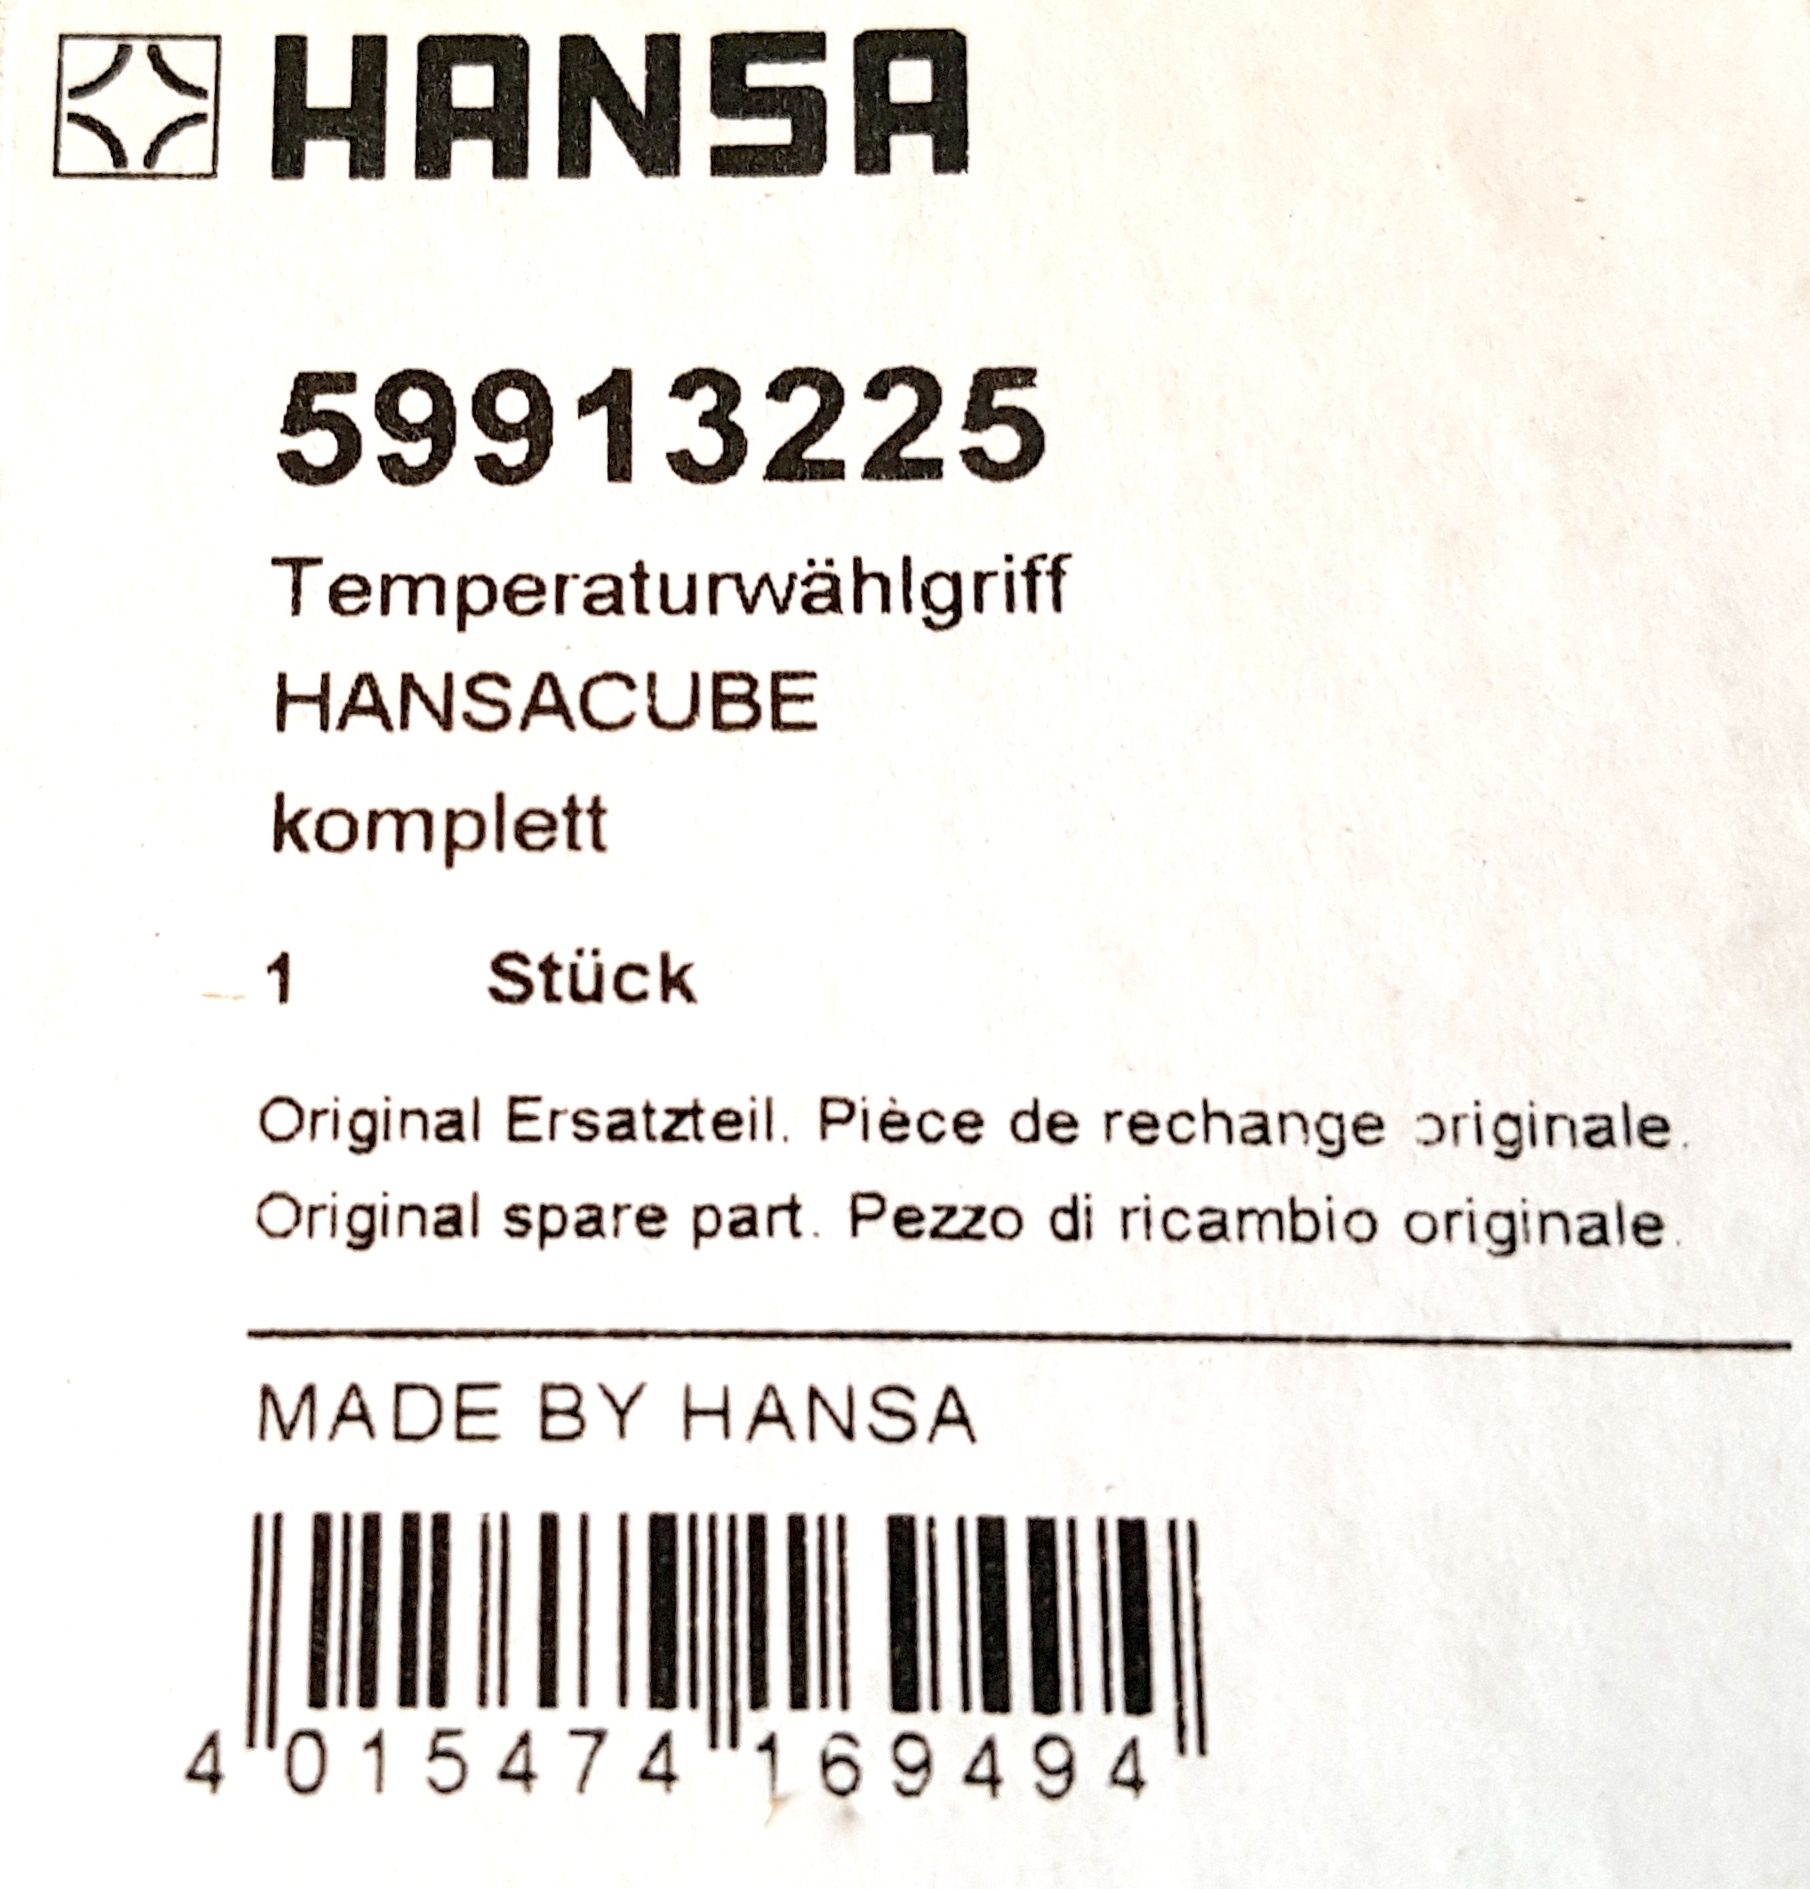 HANSA
59913225
Temperaturwählgriff
HANSACUBE
komplett
1 Stück
Original Ersatzteil. Pièce de rechange originale.
Original spare part. Pezzo di ricambio originale.
MADE BY HANSA
4 015474 169494